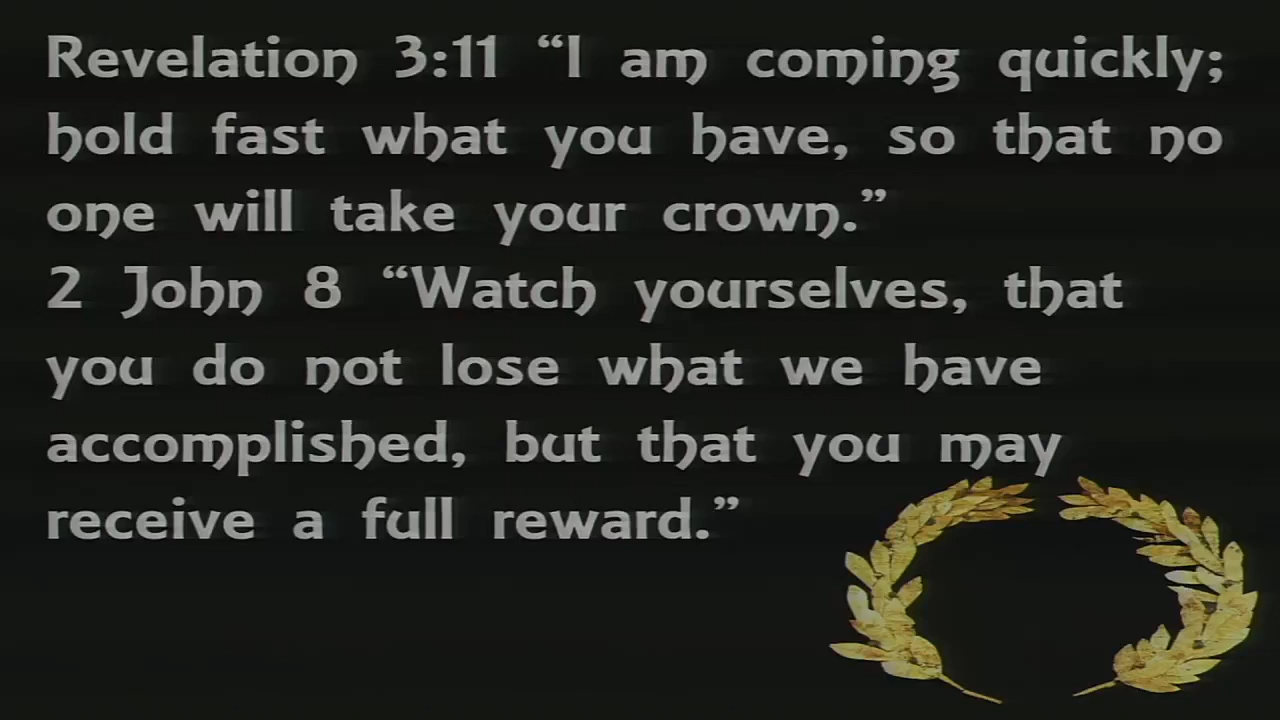 Revelation 3:11 “I am coming quickly;
hold fast what you have, so that no
one will take your crown.”
2 John 8 “Watch yourselves, that
you do not lose what we have
accomplished, but that you may
receive a full reward.”